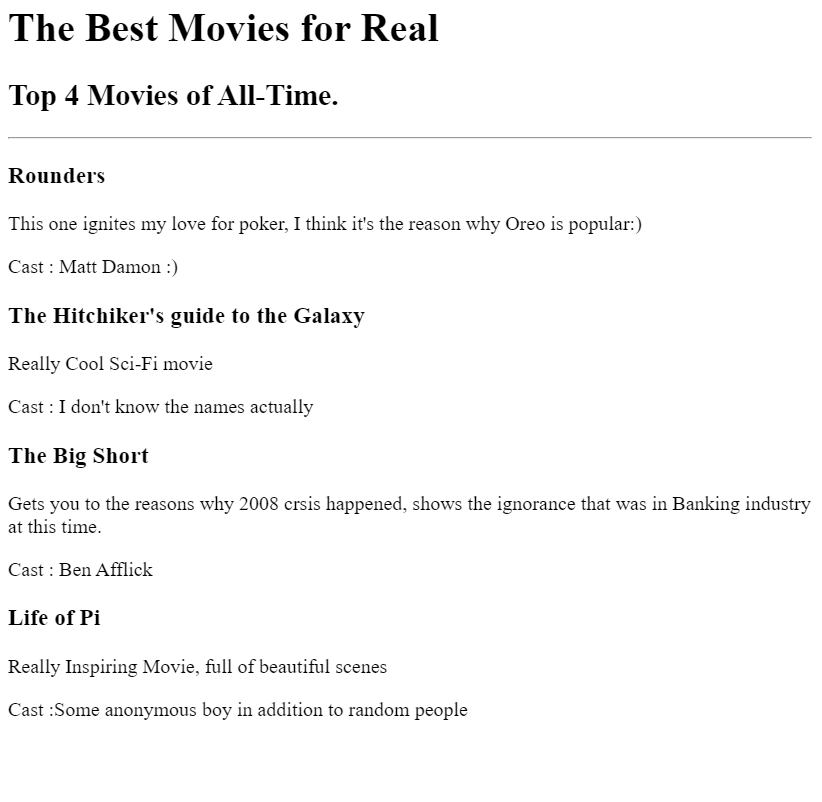 The Best Movies for Real
Top 4 Movies of All-Time.
Rounders
This one ignites my love for poker, I think it's the reason why Oreo is popular:)
Cast : Matt Damon :)
The Hitchiker's guide to the Galaxy
Really Cool Sci-Fi movie
Cast : I don't know the names actually
The Big Short
Gets you to the reasons why 2008 crsis happened, shows the ignorance that was in Banking industry
at this time.
Cast : Ben Afflick
Life of Pi
Really Inspiring Movie, full of beautiful scenes
Cast :Some anonymous boy in addition to random people